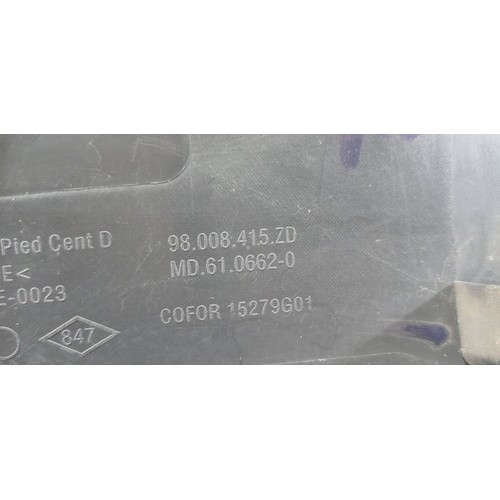 Pied Cent D
E<
E-0023
847
98.008.415.ZD
MD.61.0662-0
COFOR 15279G01